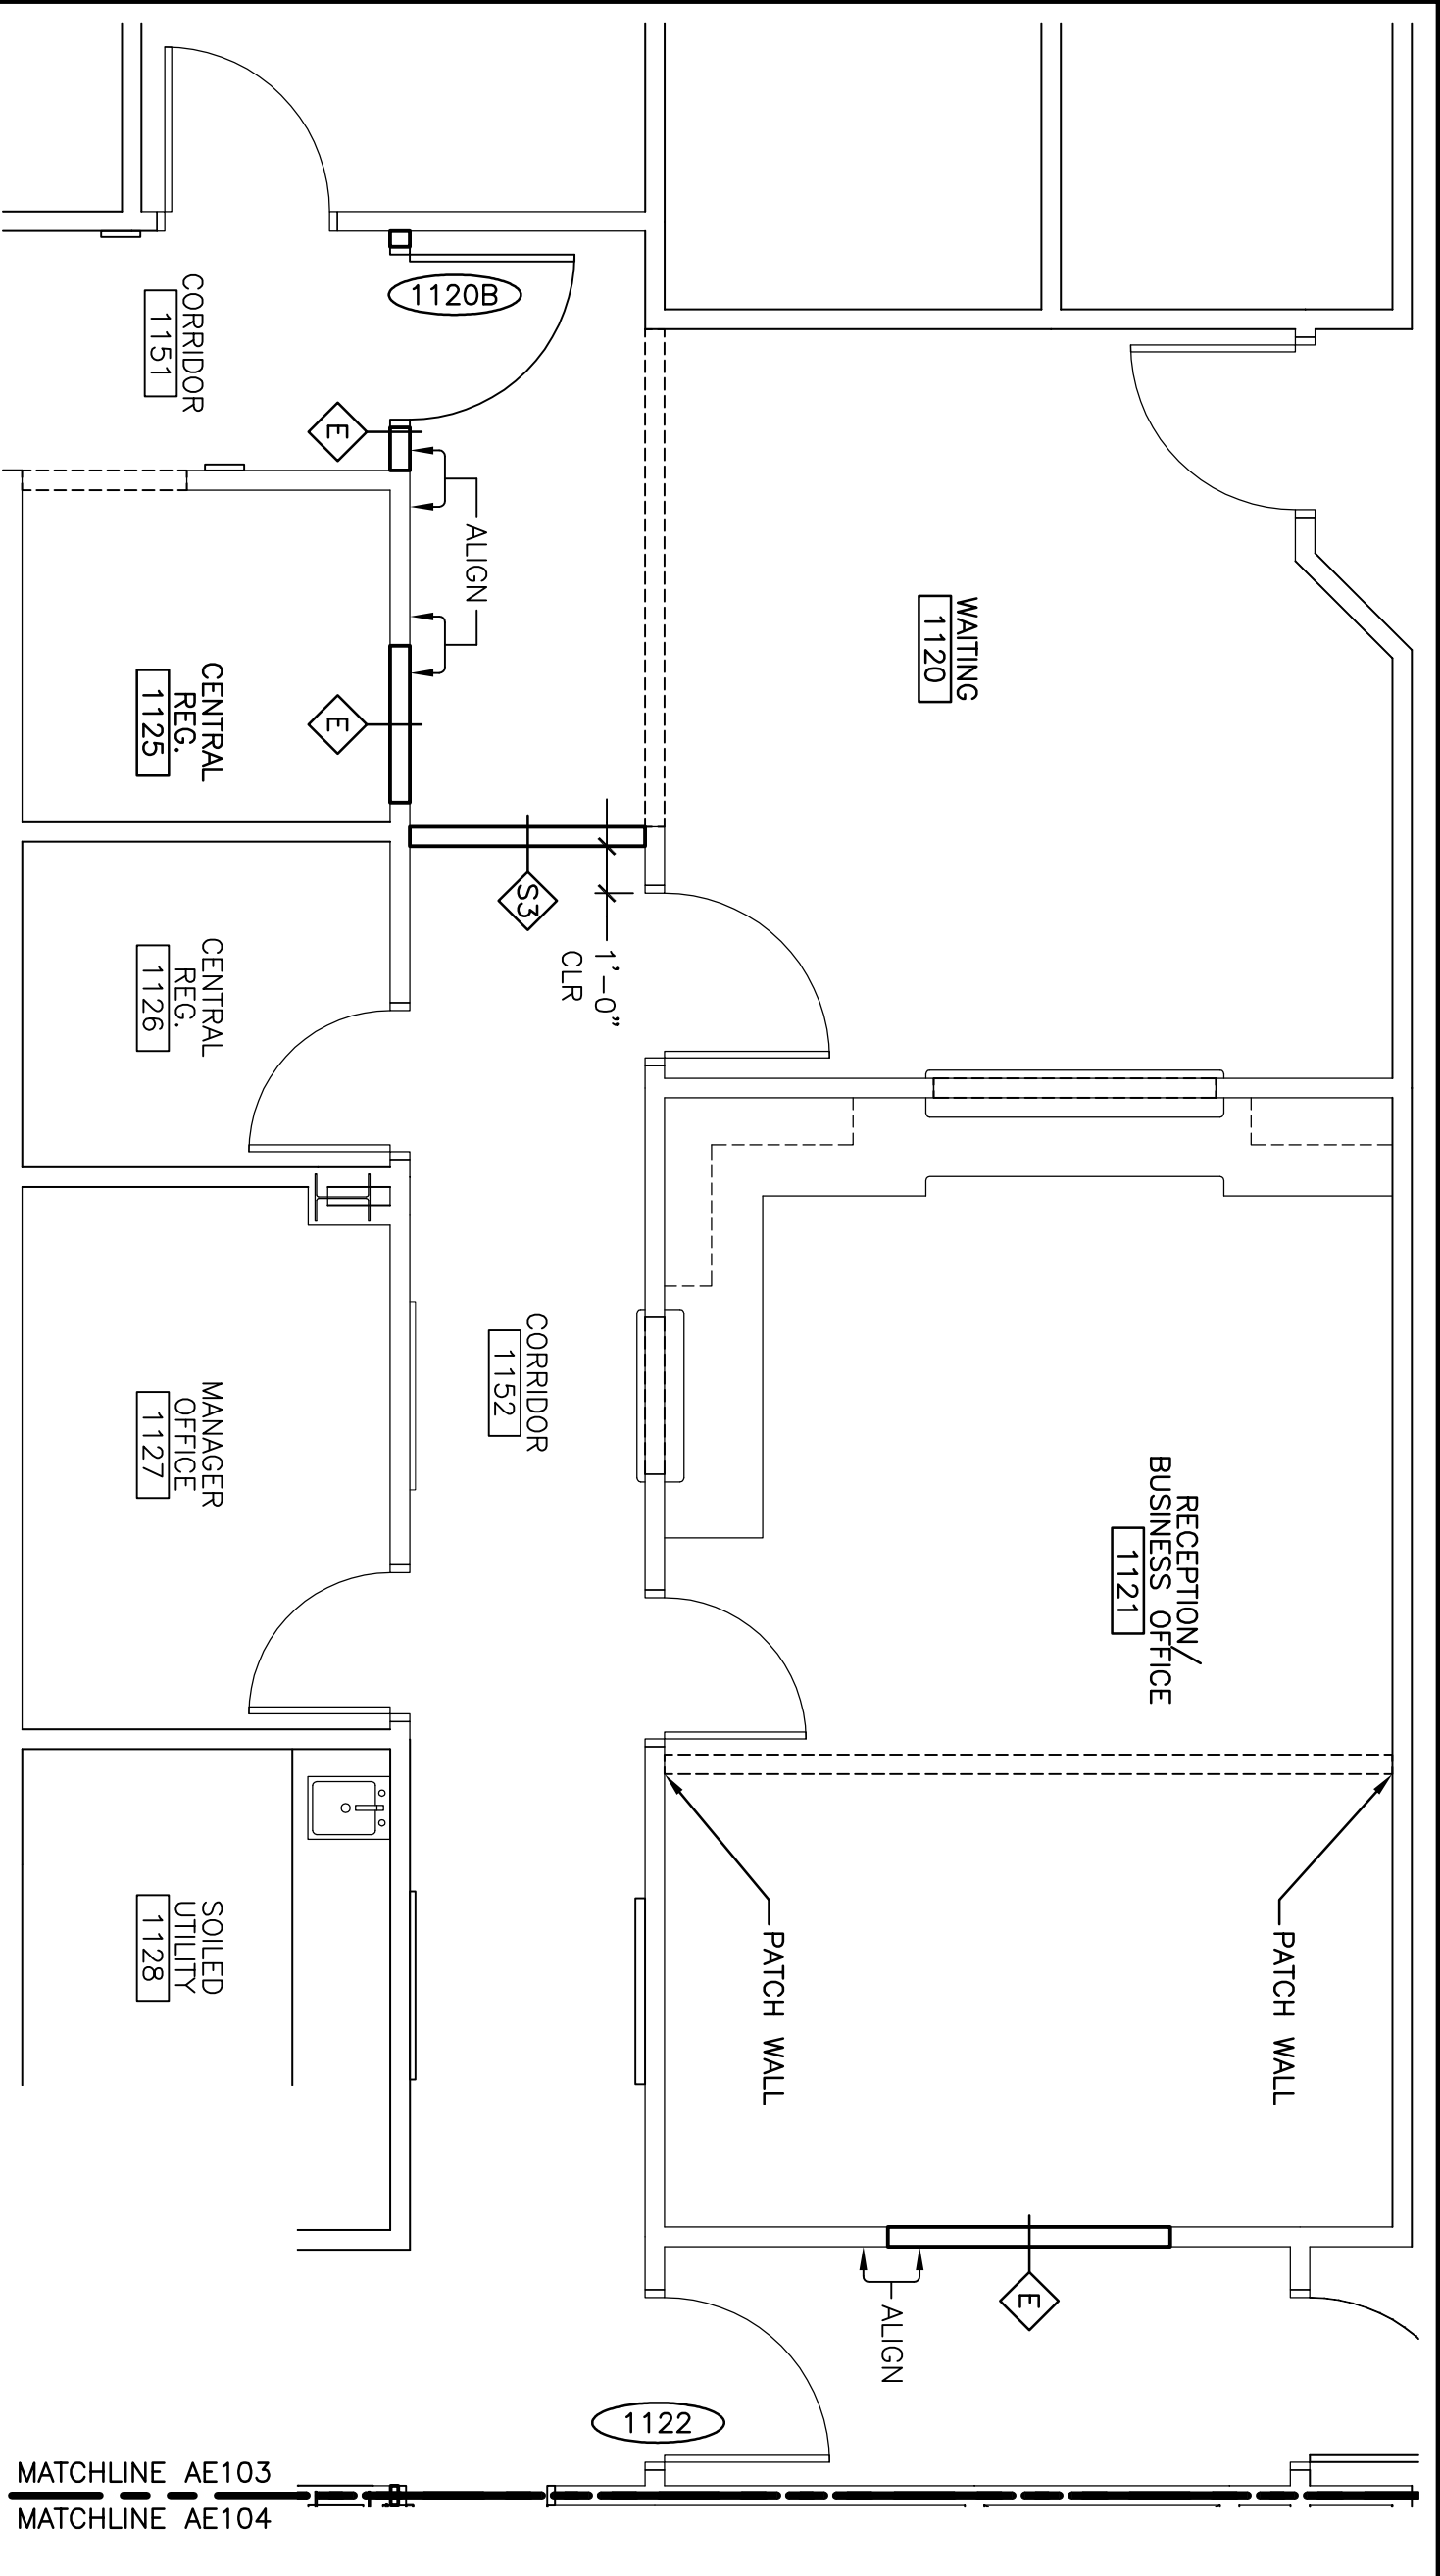 1120B
CORRIDOR
1151
E
ALIGN
E
CENTRAL
REG.
1125
WAITING
1120
S3
1'-0"
CLR
CENTRAL
REG.
1126
CORRIDOR
1152
MANAGER
OFFICE
1127
RECEPTION/
BUSINESS OFFICE
1121
SOILED
UTILITY
1128
PATCH WALL
PATCH WALL
E
ALIGN
1122
MATCHLINE AE103
MATCHLINE AE104